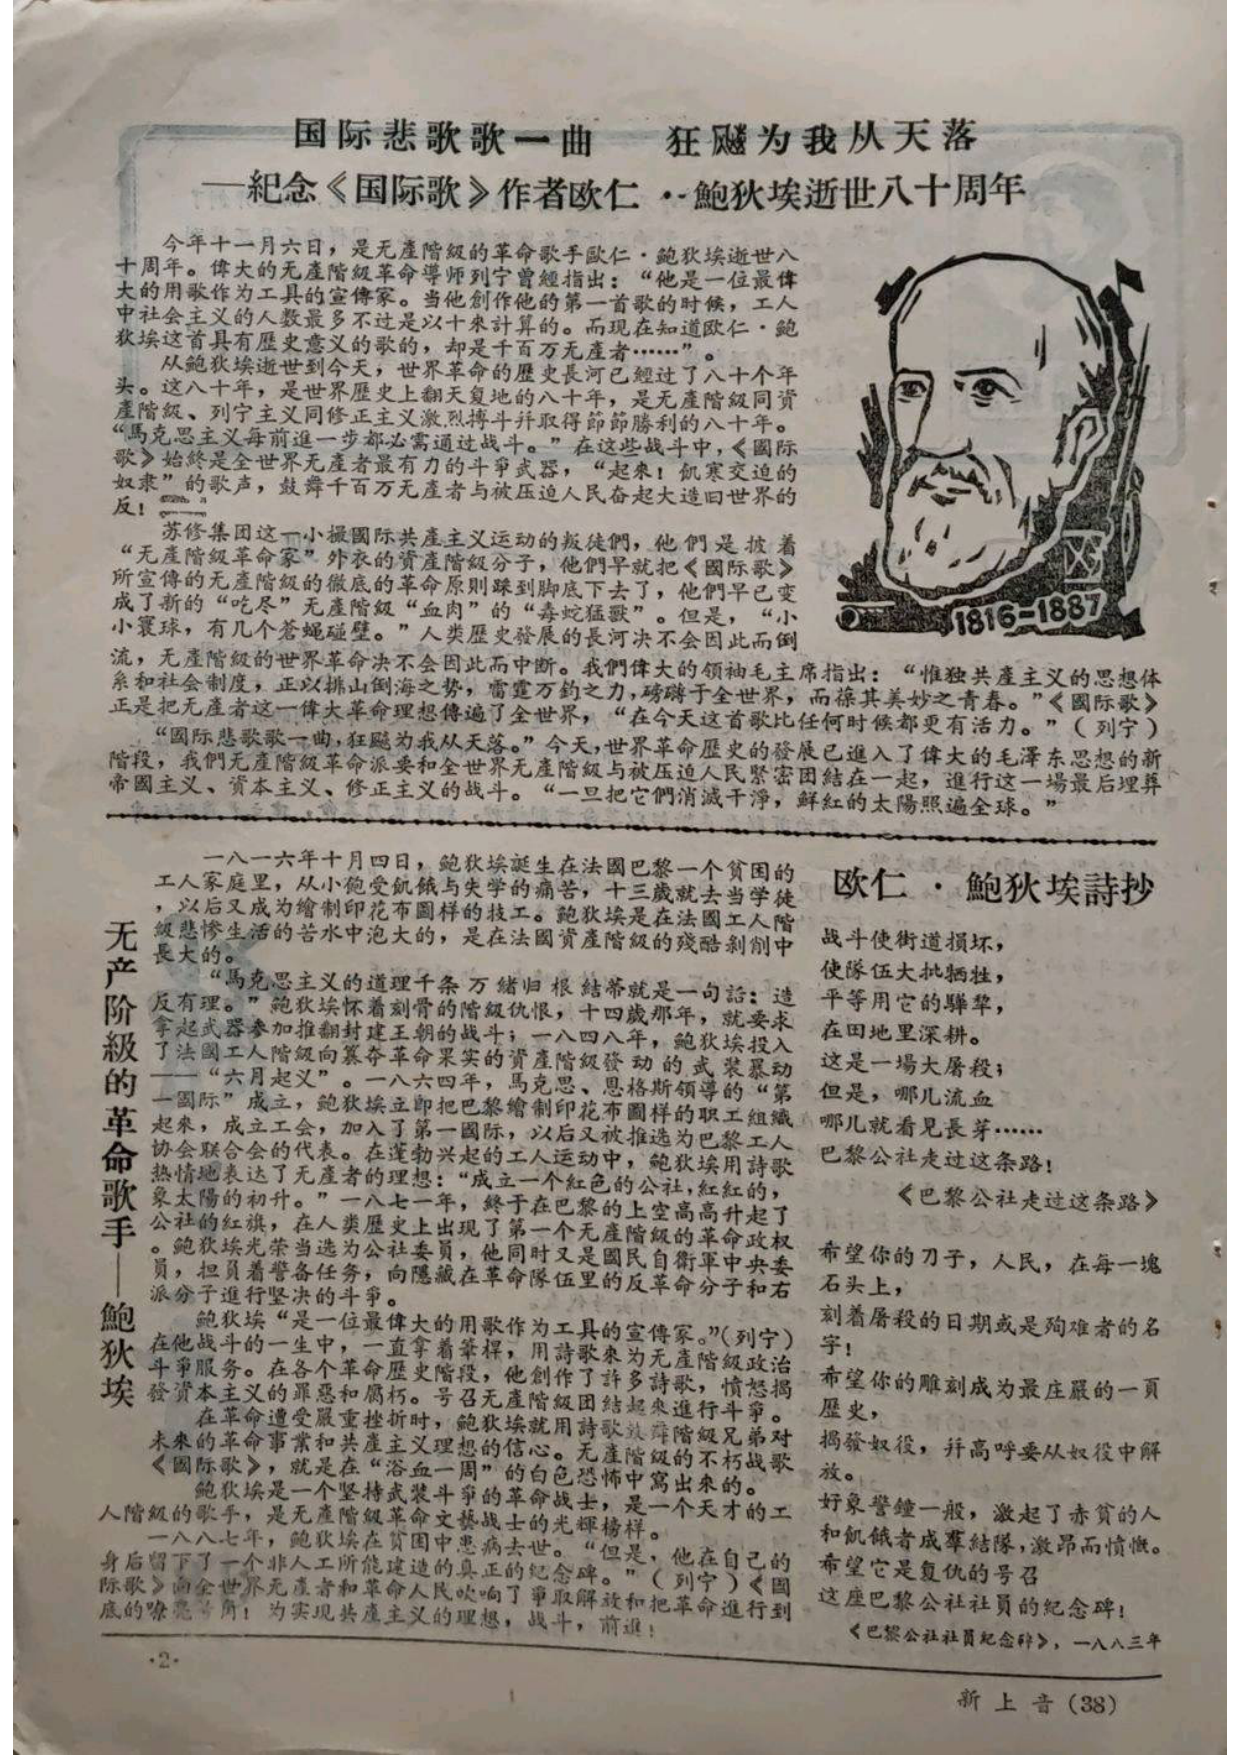 国际悲歌歌一曲　狂飇为我从天落
—紀念《国际歌》作者欧仁··鮑狄埃逝世八十周年
今年十一月六日，是无產階級的革命歌手歐仁·鮑狄埃逝世八
十周年。偉大的无產階級革命導师列宁曾經指出：“他是一位最偉
大的用歌作为工具的宣傳家。当他創作他的第一首歌的时候，工人
中社会主义的人数最多不过是以十來計算的。而現在知道欧仁·鮑
狄埃这首具有歷史意义的歌的，却是千百万无產者……”。
从鮑狄埃逝世到今天，世界革命的歷史長河已經过了八十个年
头。这八十年，是世界歷史上翻天复地的八十年，是无產階級同資
產階級、列宁主义同修正主义激烈搏斗幷取得節節勝利的八十年。
“馬克思主义每前進一步都必需通过战斗。”在这些战斗中，《國际
歌》始終是全世界无產者最有力的斗爭武器，“起來！飢寒交迫的
奴隶”的歌声，鼓舞千百万无產者与被压迫人民奋起大造旧世界的
反！
苏修集团这一小撮國际共產主义运动的叛徒們，他們是披着
“无產階級革命家”外衣的資產階級分子，他們早就把《國际歌》
所宣傳的无產階級的徹底的革命原則踩到脚底下去了，他們早已变
成了新的“吃尽”无產階級“血肉”的“毒蛇猛獸”。但是，“小
小寰球，有几个蒼蝇碰壁。”人类歷史發展的長河决不会因此而倒
流，无產階級的世界革命决不会因此而中断。我們偉大的領袖毛主席指出：“惟独共產主义的思想体
系和社会制度，正以排山倒海之势，雷霆万鈞之力，磅礴于全世界，而葆其美妙之青春。”《國际歌》
正是把无產者这一偉大革命理想傳遍了全世界，“在今天这首歌比任何时候都更有活力。”（列宁）
“國际悲歌歌一曲，狂飇为我从天落。”今天，世界革命歷史的發展已進入了偉大的毛澤东思想的新
階段，我們无產階級革命派要和全世界无產階級与被压迫人民緊密团結在一起，進行这一場最后埋葬
帝國主义、資本主义、修正主义的战斗。“一旦把它們消滅干淨，鮮紅的太陽照遍全球。”
1816-1887
无产阶級的革命歌手——鮑狄埃
一八一六年十月四日，鮑狄埃誕生在法國巴黎一个貧困的
工人家庭里，从小飽受飢餓与失学的痛苦，十三歲就去当学徒
，以后又成为繪制印花布圖样的技工。鮑狄埃是在法國工人階
級悲惨生活的苦水中泡大的，是在法國資產階級的殘酷剝削中
長大的。
“馬克思主义的道理千条万緒归根結蒂就是一句話：造
反有理。”鮑狄埃怀着刻骨的階級仇恨，十四歲那年，就要求
拿起武器参加推翻封建王朝的战斗；一八四八年，鮑狄埃投入
了法國工人階級向篡夺革命果实的資產階級發动的武装暴动
——“六月起义”。一八六四年，馬克思、恩格斯領導的“第
一國际”成立，鮑狄埃立卽把巴黎繪制印花布圖样的职工組織
起來，成立工会，加入了第一國际，以后又被推选为巴黎工人
协会联合会的代表。在蓬勃兴起的工人运动中，鮑狄埃用詩歌
热情地表达了无產者的理想：“成立一个紅色的公社，紅紅的，
象太陽的初升。”一八七一年，終于在巴黎的上空高高升起了
公社的紅旗，在人类歷史上出現了第一个无產階級的革命政权
。鮑狄埃光荣当选为公社委員，他同时又是國民自衛軍中央委
員，担員着警备任务，向隱藏在革命隊伍里的反革命分子和右
派分子進行坚决的斗爭。
鮑狄埃“是一位最偉大的用歌作为工具的宣傳家。”（列宁）
在他战斗的一生中，一直拿着筆桿，用詩歌來为无產階級政治
斗爭服务。在各个革命歷史階段，他創作了許多詩歌，憤怒揭
發資本主义的罪惡和腐朽。号召无產階級团結起來進行斗爭。
在革命遭受嚴重挫折时，鮑狄埃就用詩歌鼓舞階級兄弟对
未來的革命事業和共產主义理想的信心。无產階級的不朽战歌
《國际歌》，就是在“浴血一周”的白色恐怖中寫出來的。
鮑狄埃是一个坚持武裝斗爭的革命战士，是一个天才的工
人階級的歌手，是无產階級革命文藝战士的光輝榜样。
一八八七年，鮑狄埃在貧困中患病去世。“但是，他在自己的
身后留下了一个非人工所能建造的真正的纪念碑。”（列宁）《國
际歌》向全世界无產者和革命人民吹响了爭取解放和把革命進行到
底的嘹亮号角！为实現共產主义的理想，战斗，前進！
欧仁·鮑狄埃詩抄
战斗使街道損坏，
使隊伍大批牺牲，
平等用它的驊犂，
在田地里深耕。
这是一場大屠殺；
但是，哪儿流血
哪儿就看見長芽……
巴黎公社走过这条路！
《巴黎公社走过这条路》
希望你的刀子，人民，在每一塊
石头上，
刻着屠殺的日期或是殉难者的名
字！
希望你的雕刻成为最庄嚴的一頁
歷史，
揭發奴役，幷高呼要从奴役中解
放。
好象警鐘一般，激起了赤貧的人
和飢餓者成羣結隊，激昂而憤慨。
希望它是复仇的号召
这座巴黎公社社員的紀念碑！
《巴黎公社社員紀念碑》，一八八三年
·2·
新上音（38）